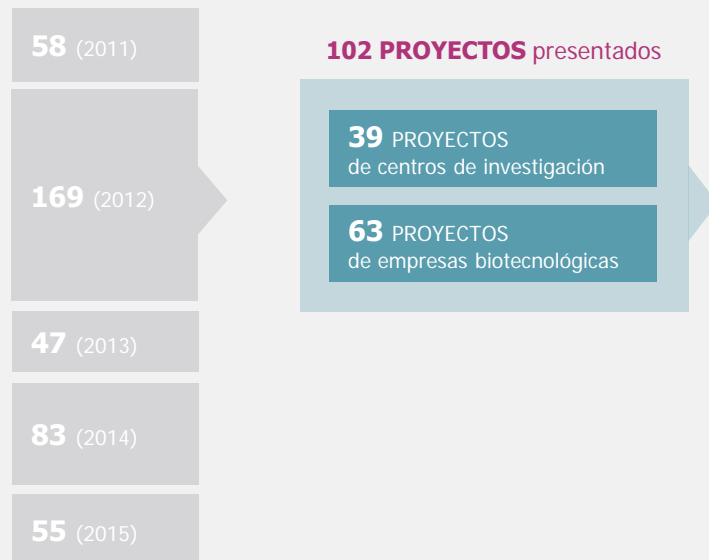 58 (2011)
169 (2012)
47 (2013)
83 (2014)
55 (2015)
102 PROYECTOS presentados
39 PROYECTOS
de centros de investigación
63 PROYECTOS
de empresas biotecnológicas